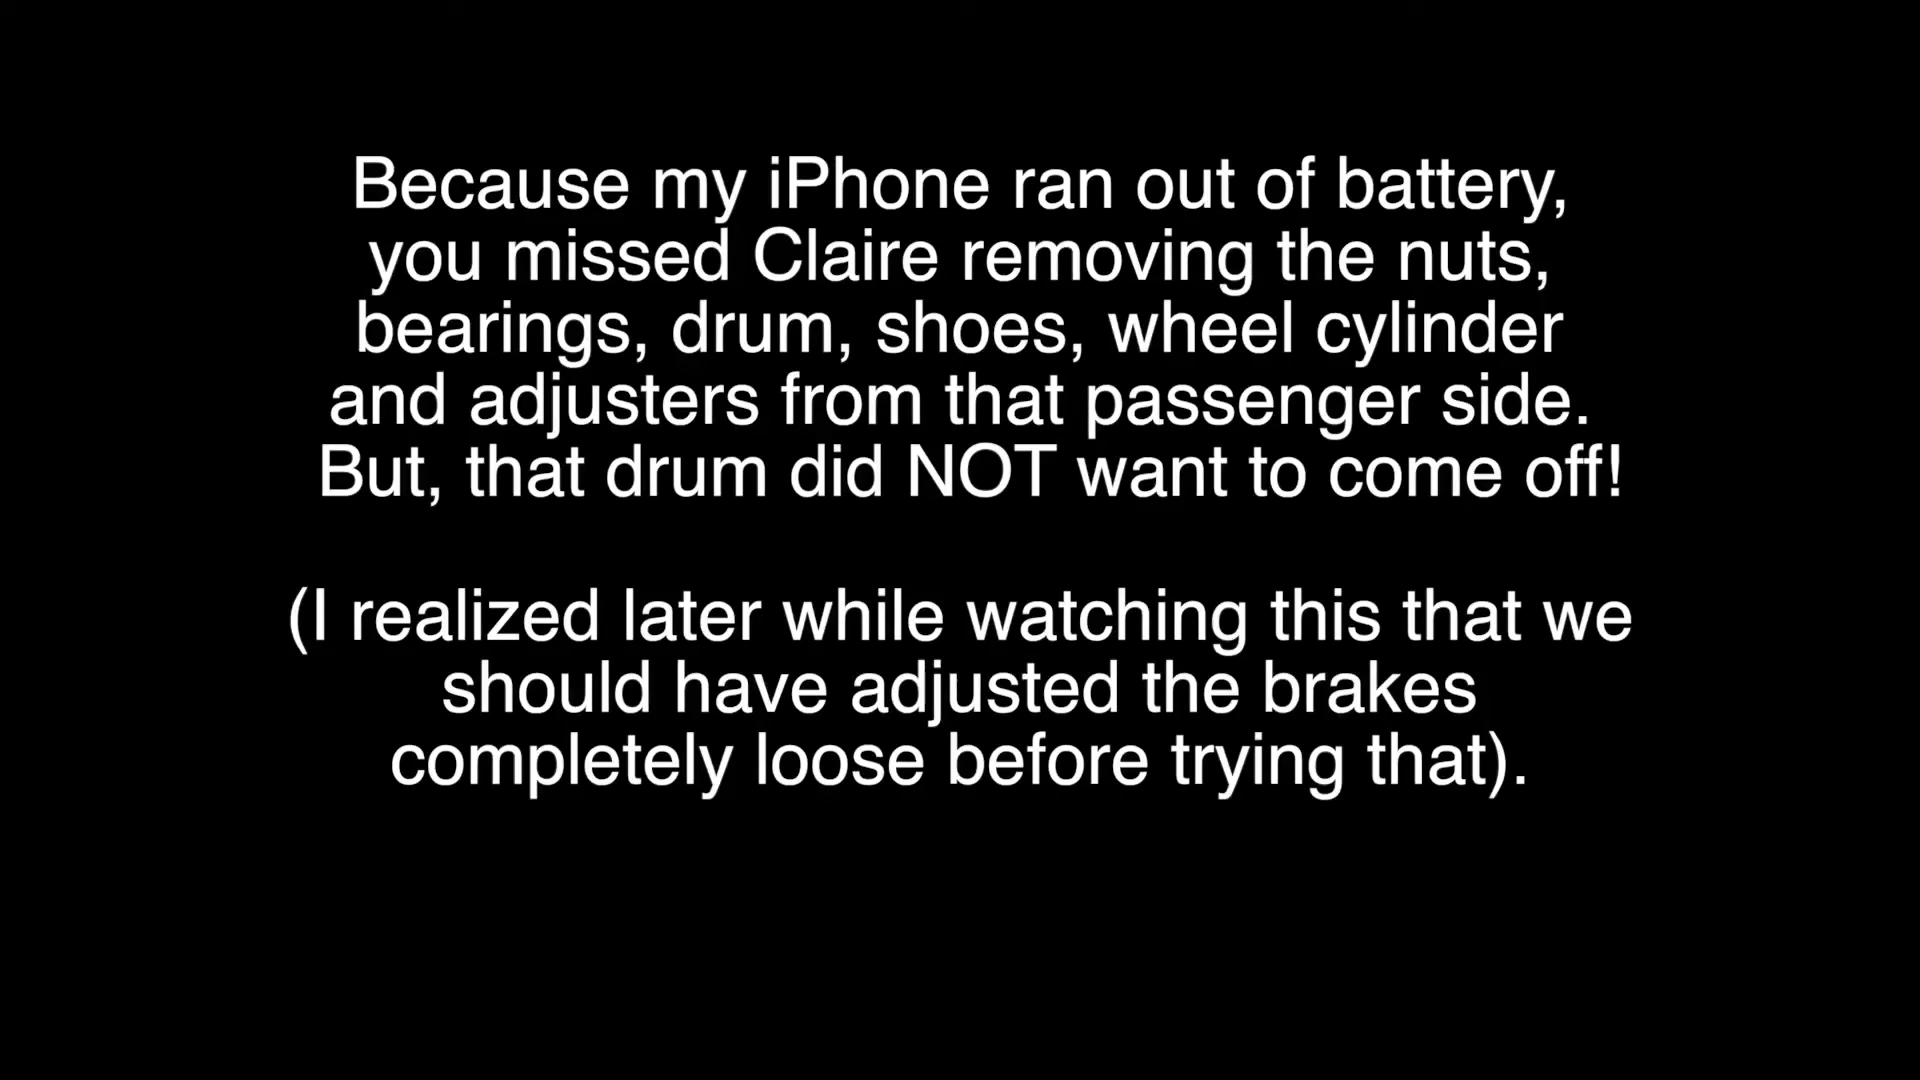 Because my iPhone ran out of battery,
you missed Claire removing the nuts,
bearings, drum, shoes, wheel cylinder
and adjusters from that passenger side.
But, that drum did NOT want to come off!
(I realized later while watching this that we
should have adjusted the brakes
completely loose before trying that).